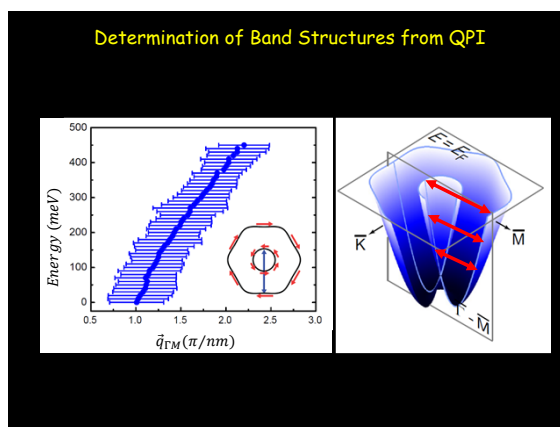 Determination of Band Structures from QPI
500
400
300
200
100
0
Energy (meV)
0.5 1.0 1.5 2.0 2.5 3.0
q⃗ΓM(π/nm)
E = EF
K̅
M̅
Γ̅ - M̅